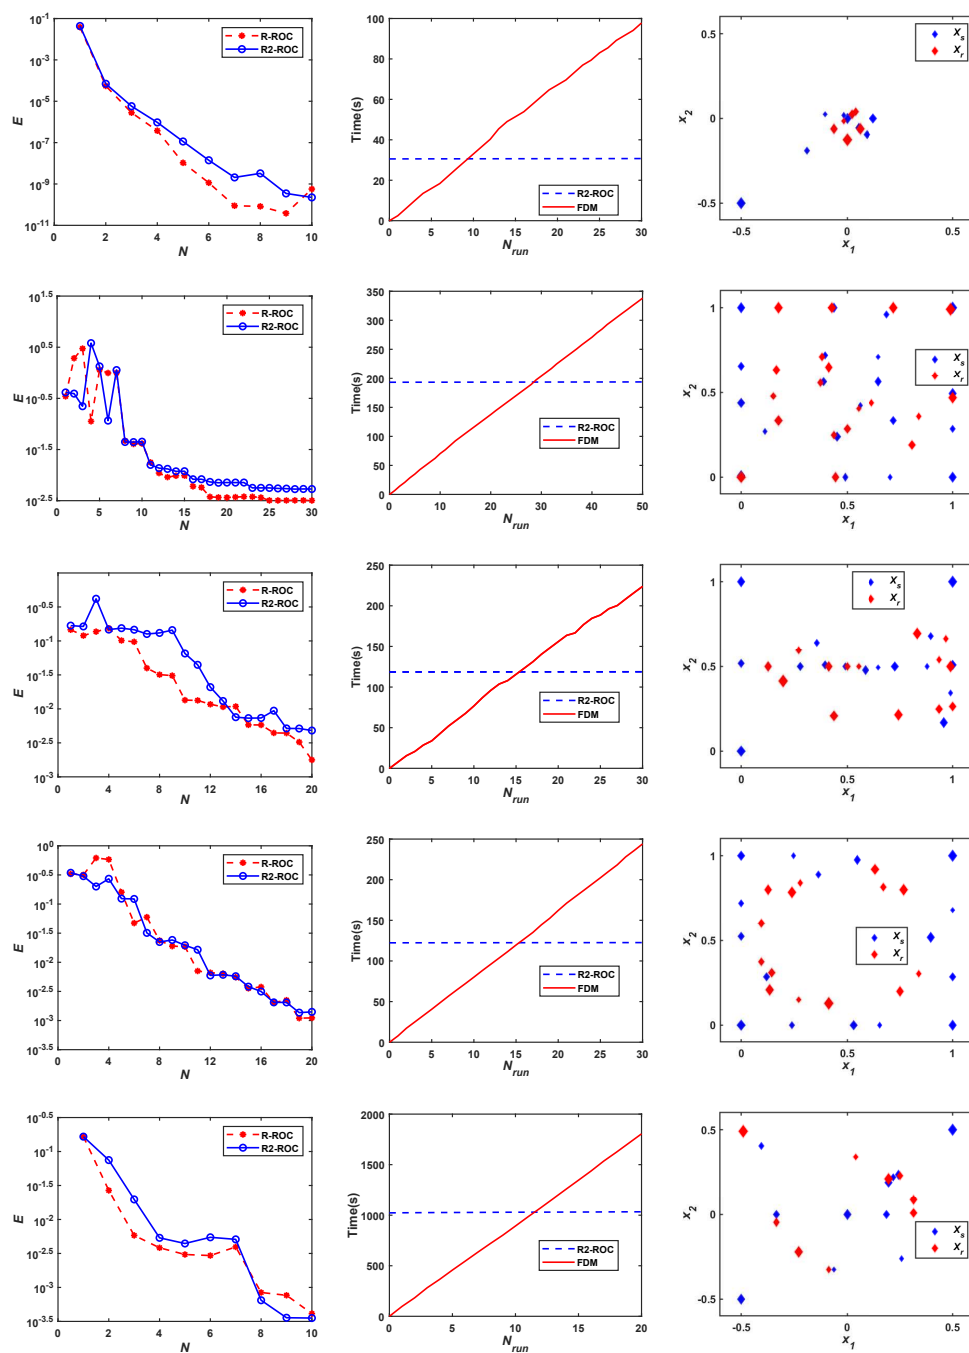 10^-1
10^-3
10^-5
10^-7
10^-9
10^-11
E
0 2 4 6 8 10
N
R-ROC
R2-ROC
100
80
60
40
20
0
Time(s)
0 5 10 15 20 25 30
N_run
R2-ROC
FDM
0.5
0
-0.5
x_2
-0.5 0 0.5
x_1
X_s
X_r
10^1.5
10^0.5
10^-0.5
10^-1.5
10^-2.5
E
0 5 10 15 20 25 30
N
R-ROC
R2-ROC
350
300
250
200
150
100
50
0
Time(s)
0 10 20 30 40 50
N_run
R2-ROC
FDM
1
0.5
0
x_2
0 0.5 1
x_1
X_s
X_r
10^-0.5
10^-1
10^-1.5
10^-2
10^-2.5
10^-3
E
0 4 8 12 16 20
N
R-ROC
R2-ROC
250
200
150
100
50
0
Time(s)
0 5 10 15 20 25 30
N_run
R2-ROC
FDM
1
0.5
0
x_2
0 0.5 1
x_1
X_s
X_r
10^0
10^-0.5
10^-1
10^-1.5
10^-2
10^-2.5
10^-3
10^-3.5
E
0 4 8 12 16 20
N
R-ROC
R2-ROC
250
200
150
100
50
0
Time(s)
0 5 10 15 20 25 30
N_run
R2-ROC
FDM
1
0.5
0
x_2
0 0.5 1
x_1
X_s
X_r
10^-0.5
10^-1
10^-1.5
10^-2
10^-2.5
10^-3
10^-3.5
E
0 2 4 6 8 10
N
R-ROC
R2-ROC
2000
1500
1000
500
0
Time(s)
0 5 10 15 20
N_run
R2-ROC
FDM
0.5
0
-0.5
x_2
-0.5 0 0.5
x_1
X_s
X_r